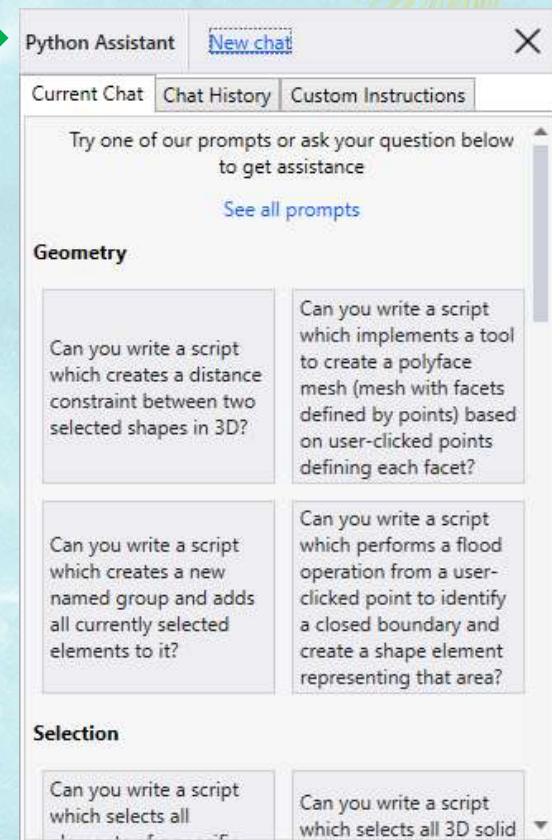 Python Assistant New chat
Current Chat Chat History Custom Instructions
Try one of our prompts or ask your question below
to get assistance
See all prompts
Geometry
Can you write a script
which creates a distance
constraint between two
selected shapes in 3D?
Can you write a script
which implements a tool
to create a polyface
mesh (mesh with facets
defined by points) based
on user-clicked points
defining each facet?
Can you write a script
which creates a new
named group and adds
all currently selected
elements to it?
Can you write a script
which performs a flood
operation from a user-
clicked point to identify
a closed boundary and
create a shape element
representing that area?
Selection
Can you write a script
which selects all
Can you write a script
which selects all 3D solid